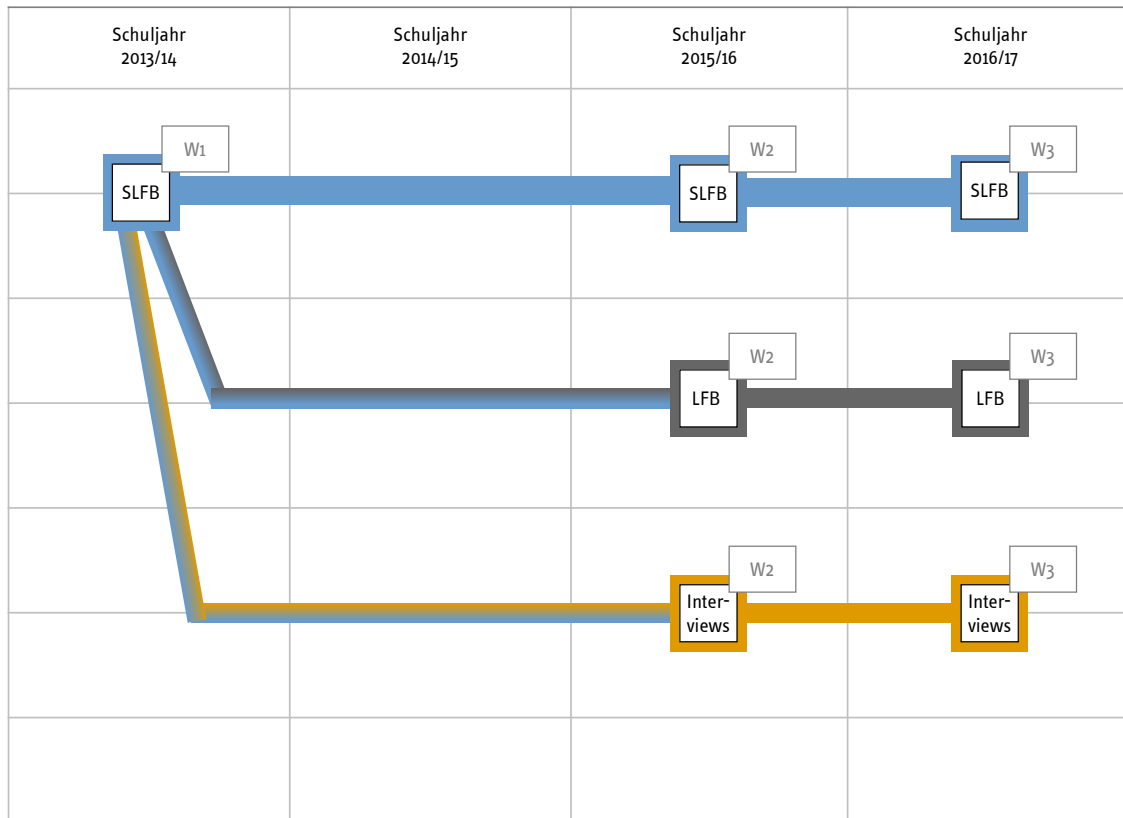 Schuljahr
2013/14
Schuljahr
2014/15
Schuljahr
2015/16
Schuljahr
2016/17
W1
SLFB
W2
SLFB
W3
SLFB
W2
LFB
W3
LFB
W2
Inter-
views
W3
Inter-
views